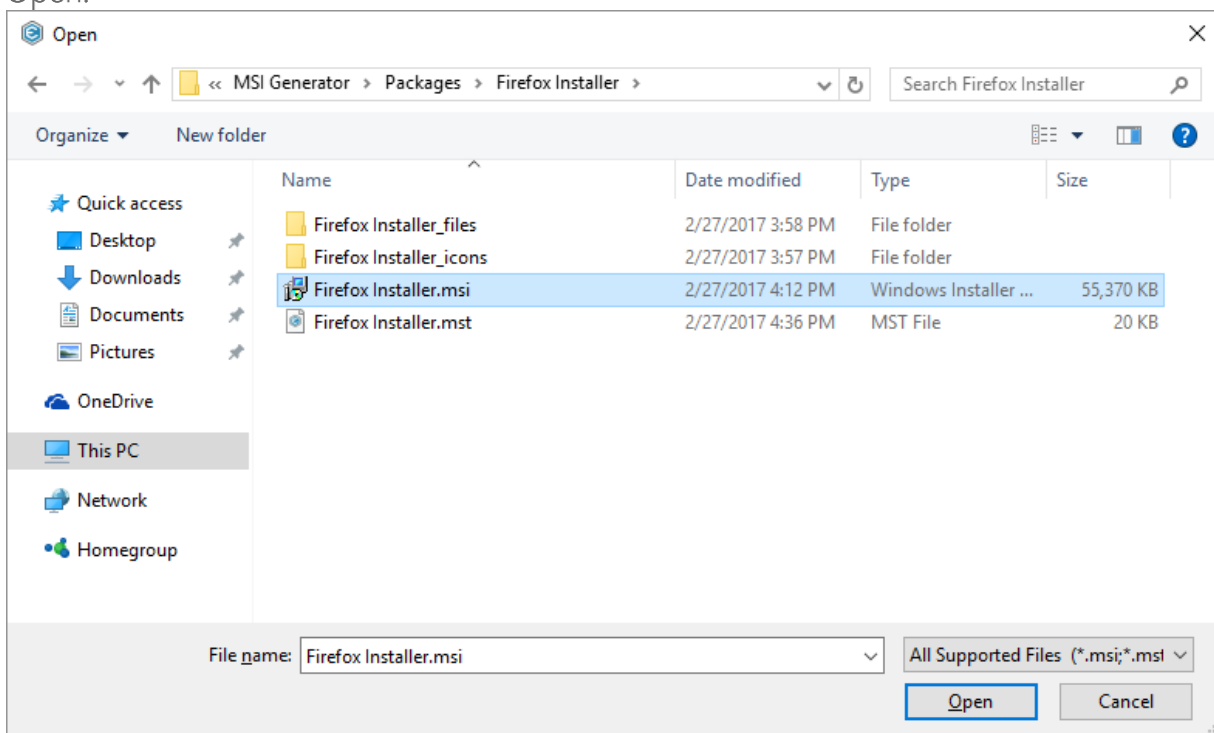 Open.
Open
« MSI Generator > Packages > Firefox Installer >
Search Firefox Installer
Organize
New folder
Name
Date modified
Type
Size
Quick access
Desktop
Downloads
Documents
Pictures
OneDrive
This PC
Network
Homegroup
Firefox Installer_files 2/27/2017 3:58 PM File folder
Firefox Installer_icons 2/27/2017 3:57 PM File folder
Firefox Installer.msi 2/27/2017 4:12 PM Windows Installer ... 55,370 KB
Firefox Installer.mst 2/27/2017 4:36 PM MST File 20 KB
File name: Firefox Installer.msi
All Supported Files (*.msi;*.mst
Open
Cancel